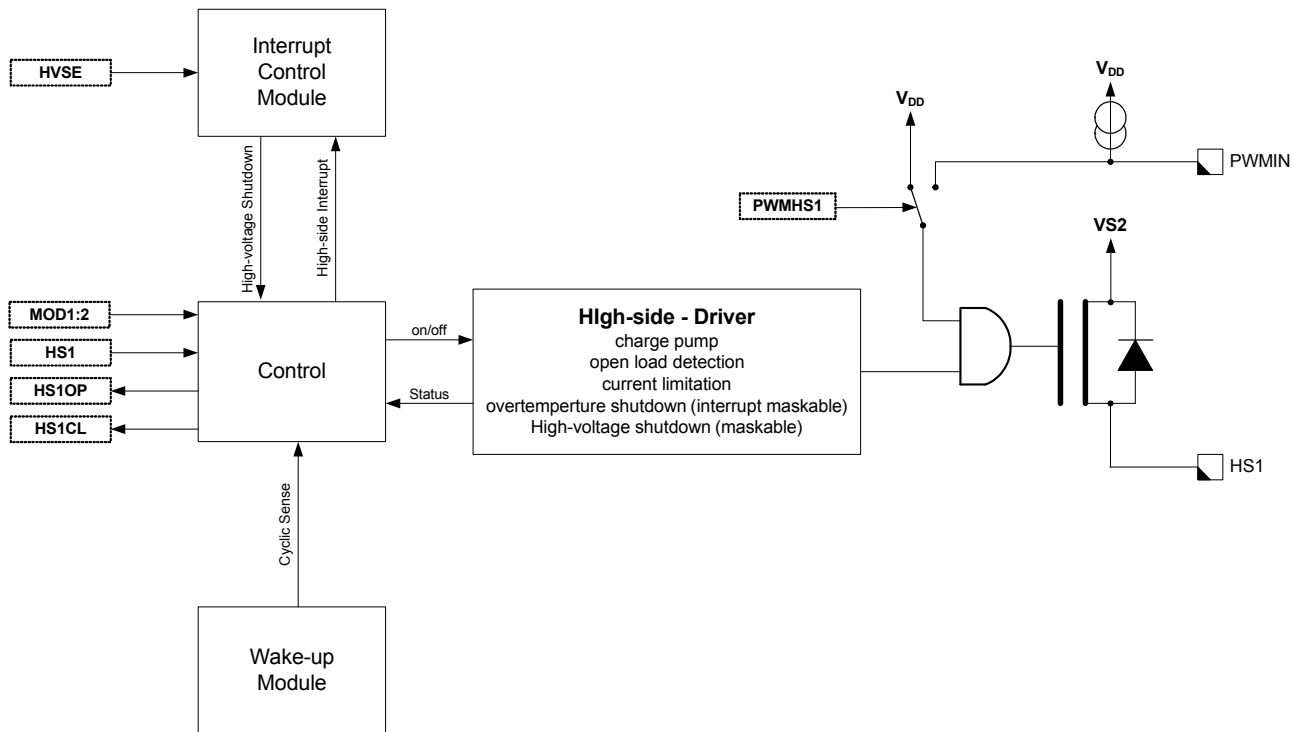 Interrupt
Control
Module
HVSE
High-voltage Shutdown
High-side Interrupt
VDD
VDD
PWMIN
PWMHS1
VS2
MOD1:2
HS1
HS1OP
HS1CL
Control
on/off
Status
HIgh-side - Driver
charge pump
open load detection
current limitation
overtemperture shutdown (interrupt maskable)
High-voltage shutdown (maskable)
HS1
Cyclic Sense
Wake-up
Module